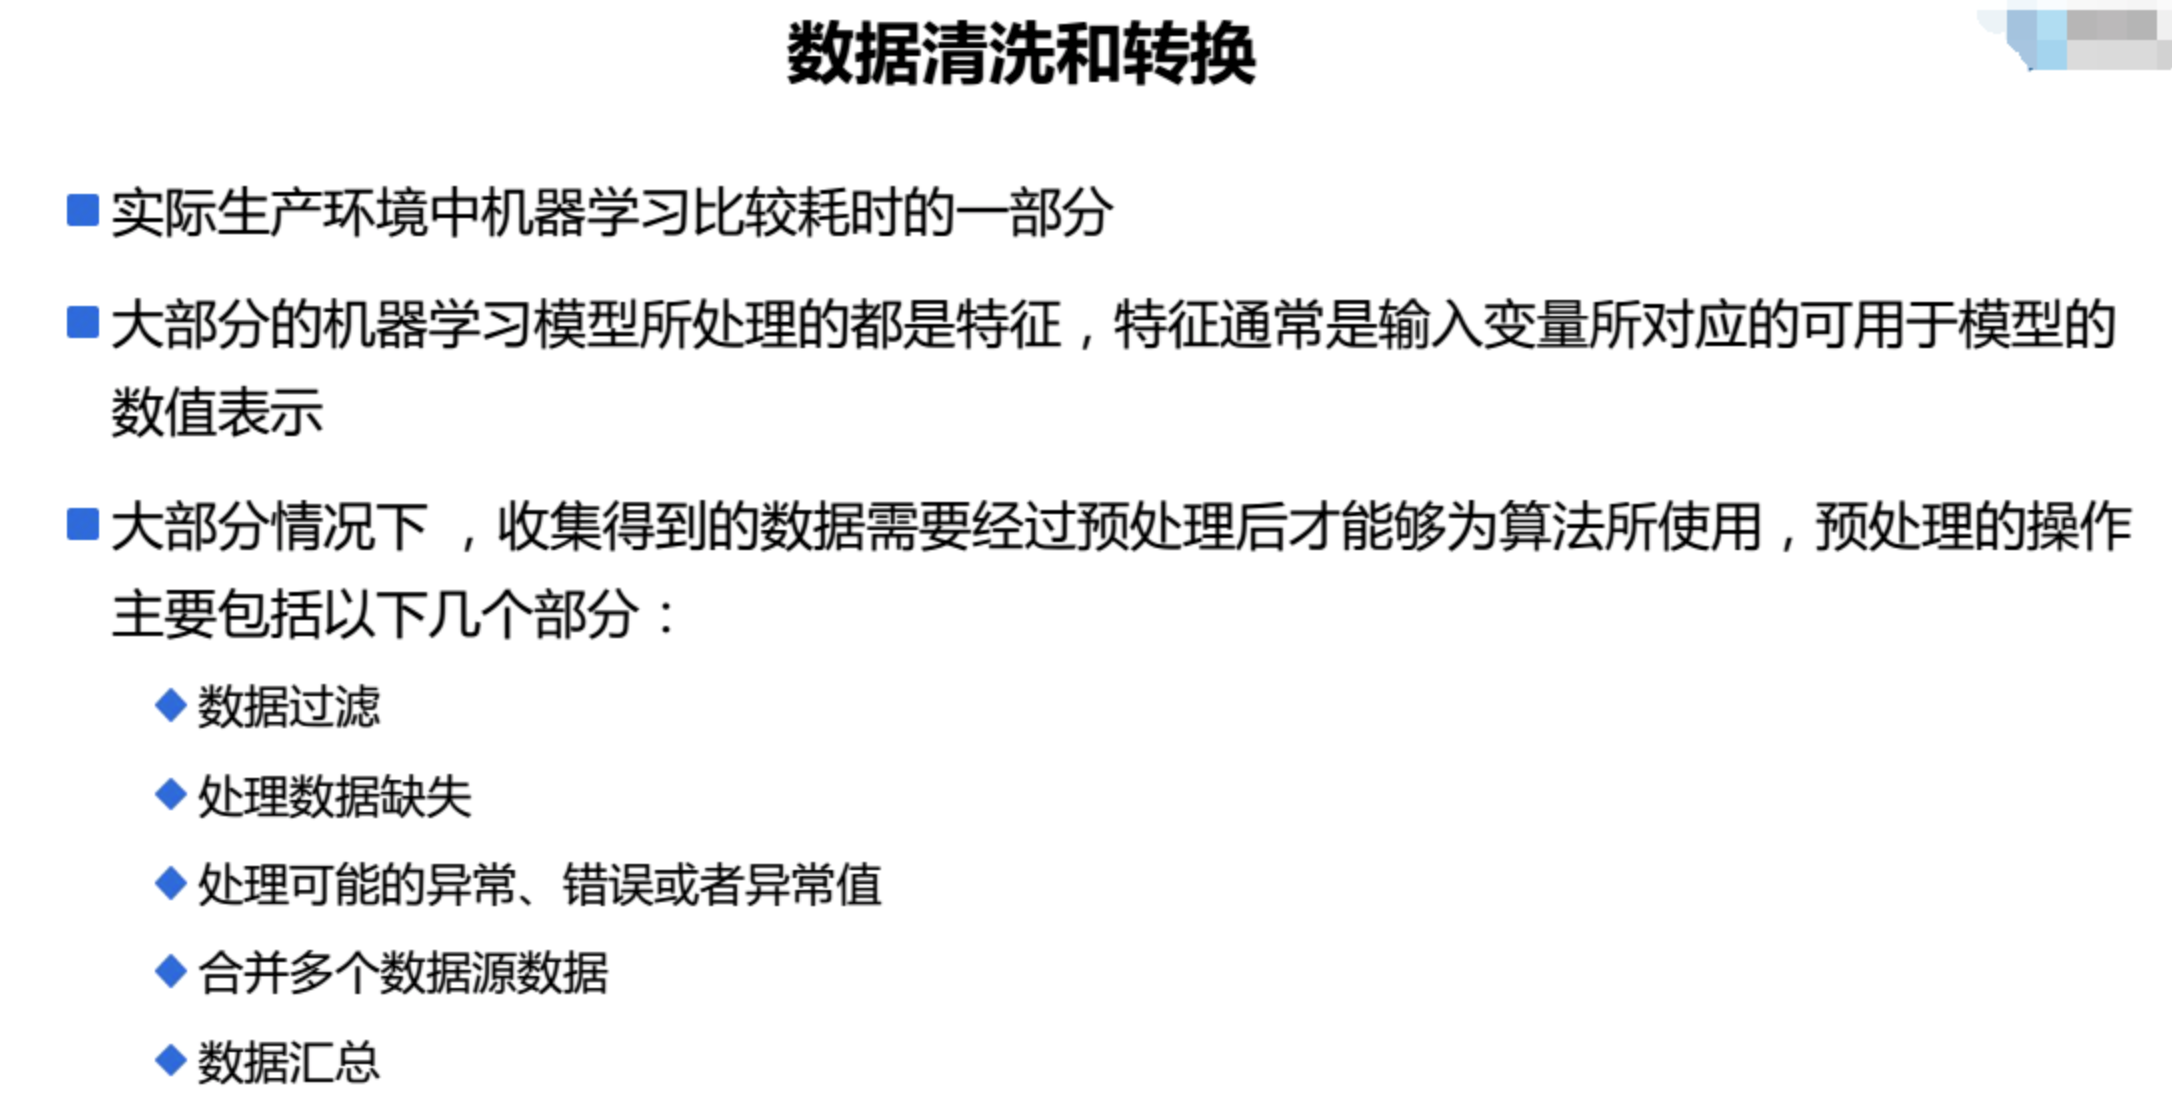 数据清洗和转换
实际生产环境中机器学习比较耗时的一部分
大部分的机器学习模型所处理的都是特征，特征通常是输入变量所对应的可用于模型的
数值表示
大部分情况下 ，收集得到的数据需要经过预处理后才能够为算法所使用，预处理的操作
主要包括以下几个部分：
数据过滤
处理数据缺失
处理可能的异常、错误或者异常值
合并多个数据源数据
数据汇总